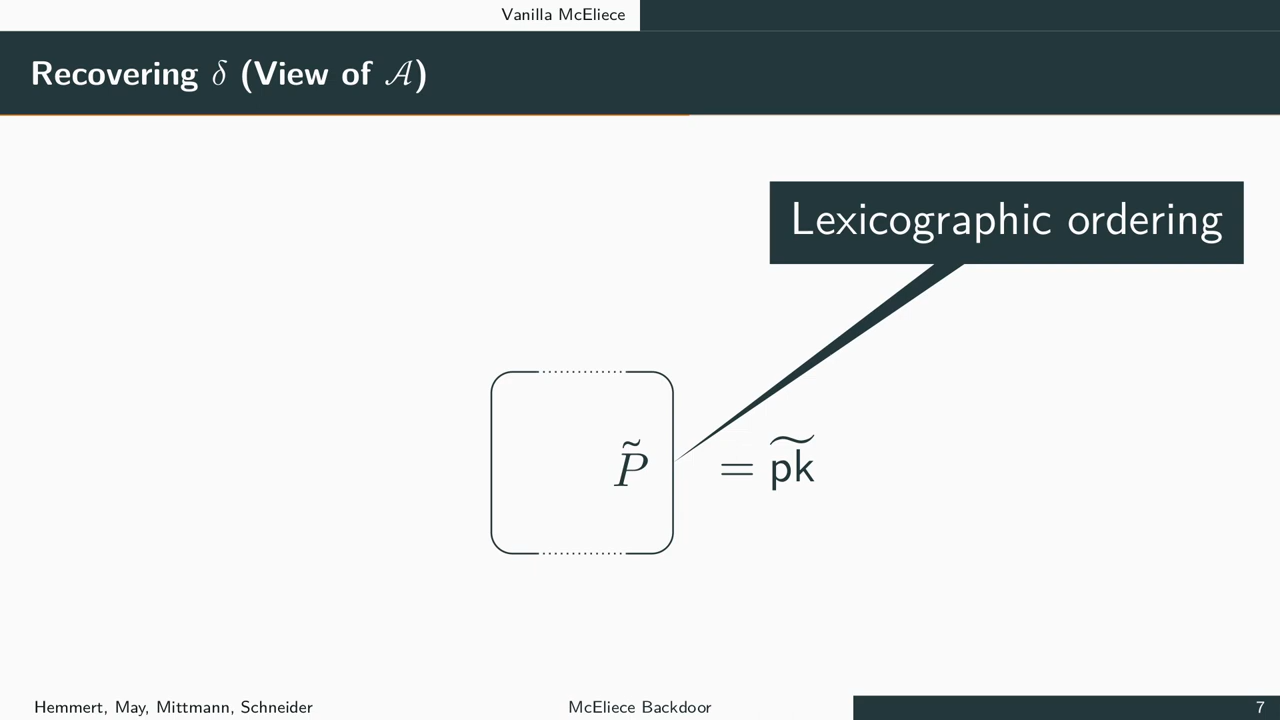 Vanilla McEliece
Recovering δ (View of 𝒜)
Lexicographic ordering
P̃ = p͠k
Hemmert, May, Mittmann, Schneider
McEliece Backdoor
7